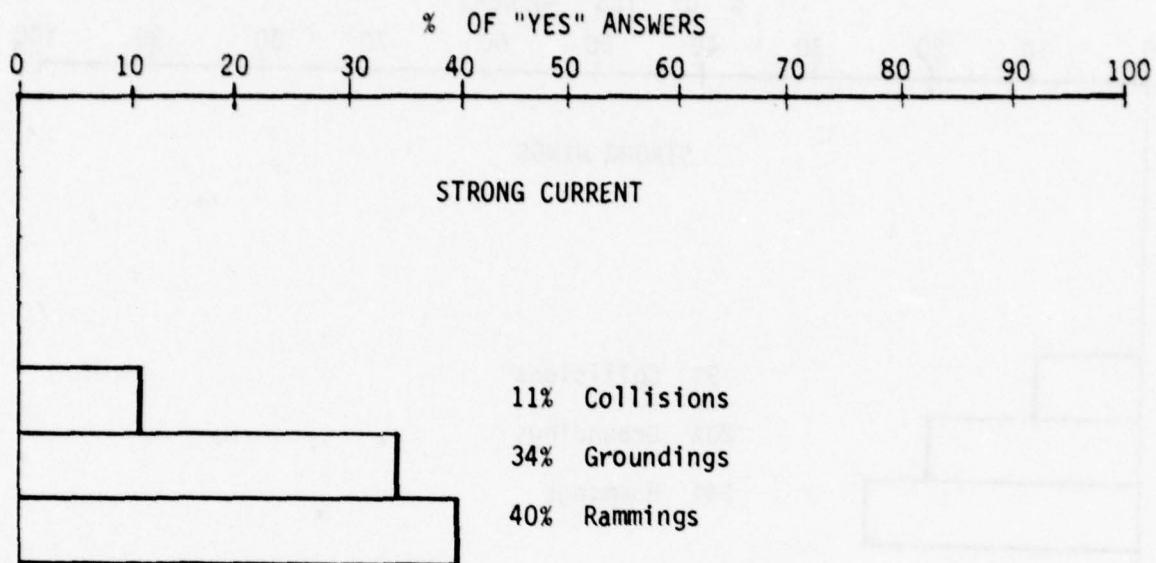 % OF "YES" ANSWERS
0 10 20 30 40 50 60 70 80 90 100
STRONG CURRENT
11% Collisions
34% Groundings
40% Rammings